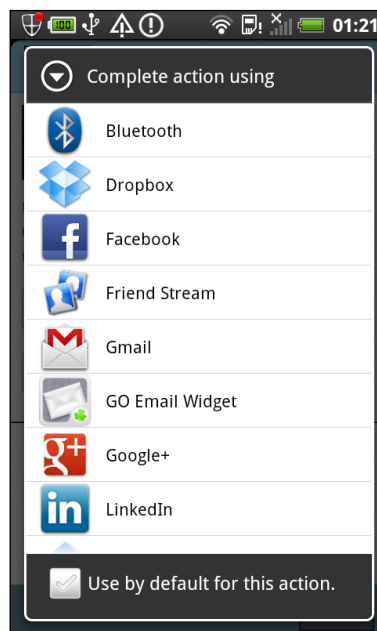 100
01:21
Complete action using
Bluetooth
Dropbox
Facebook
Friend Stream
Gmail
GO Email Widget
Google+
LinkedIn
Use by default for this action.